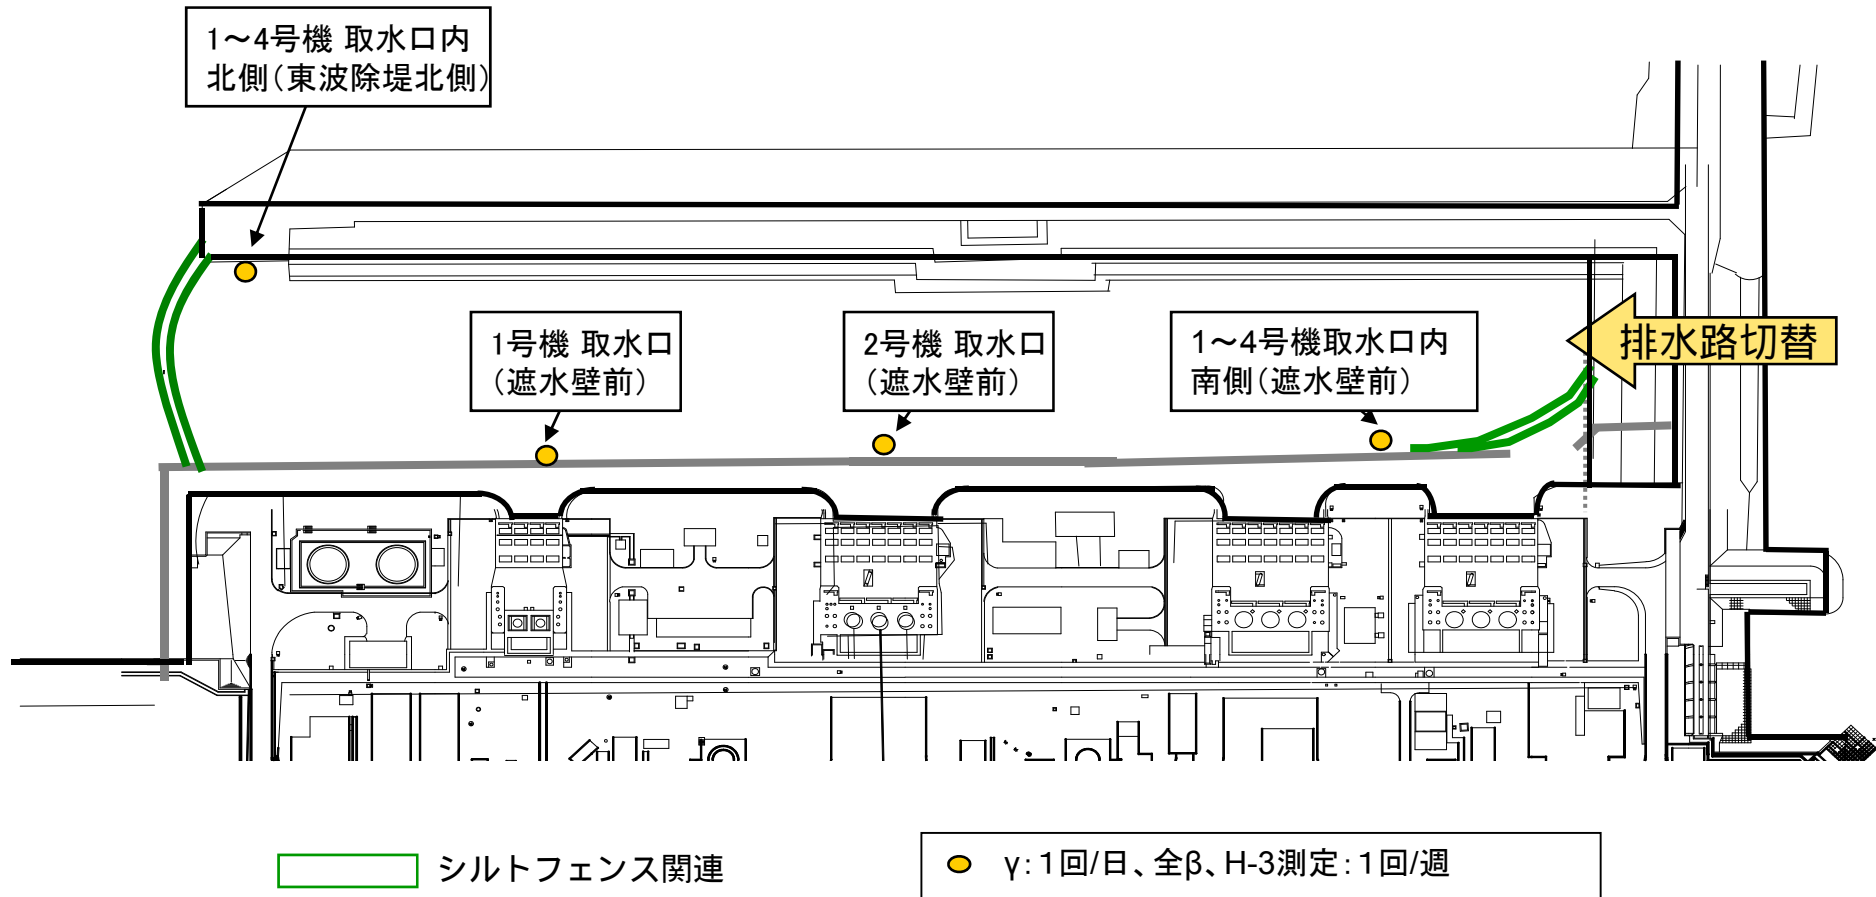 1～4号機 取水口内
北側（東波除堤北側）
1号機 取水口
（遮水壁前）
2号機 取水口
（遮水壁前）
1～4号機取水口内
南側（遮水壁前）
排水路切替
シルトフェンス関連
γ：1回/日、全β、H-3測定：1回/週